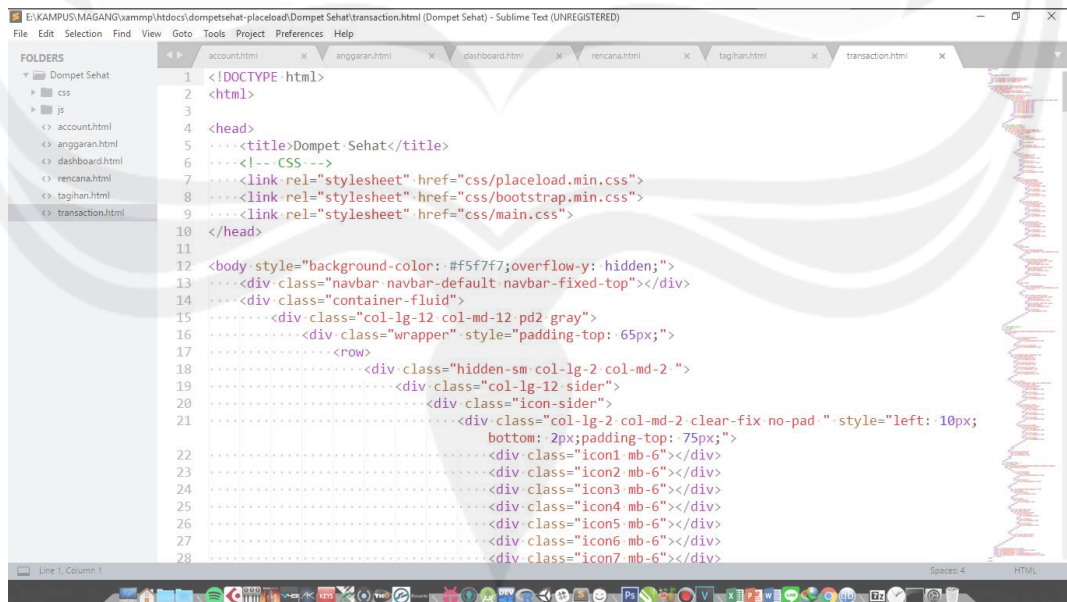 E:\KAMPUS\MAGANG\xammp\htdocs\dompetsehat-placeload\Dompet Sehat\transaction.html (Dompet Sehat) - Sublime Text (UNREGISTERED)
File Edit Selection Find View Goto Tools Project Preferences Help
FOLDERS
Dompet Sehat
css
js
account.html
anggaran.html
dashboard.html
rencana.html
tagihan.html
transaction.html
account.html × anggaran.html × dashboard.html × rencana.html × tagihan.html × transaction.html ×
1 <!DOCTYPE html>
2 <html>
3
4 <head>
5 <title>Dompet Sehat</title>
6 <!-- CSS -->
7 <link rel="stylesheet" href="css/placeload.min.css">
8 <link rel="stylesheet" href="css/bootstrap.min.css">
9 <link rel="stylesheet" href="css/main.css">
10 </head>
11
12 <body style="background-color: #f5f7f7;overflow-y: hidden;">
13 <div class="navbar navbar-default navbar-fixed-top"></div>
14 <div class="container-fluid">
15 <div class="col-lg-12 col-md-12 pd2 gray">
16 <div class="wrapper" style="padding-top: 65px;">
17 <row>
18 <div class="hidden-sm col-lg-2 col-md-2 ">
19 <div class="col-lg-12 sider">
20 <div class="icon-sider">
21 <div class="col-lg-2 col-md-2 clear-fix no-pad " style="left: 10px;
bottom: 2px;padding-top: 75px;">
22 <div class="icon1 mb-6"></div>
23 <div class="icon2 mb-6"></div>
24 <div class="icon3 mb-6"></div>
25 <div class="icon4 mb-6"></div>
26 <div class="icon5 mb-6"></div>
27 <div class="icon6 mb-6"></div>
28 <div class="icon7 mb-6"></div>
Line 1, Column 1 Spaces: 4 HTML